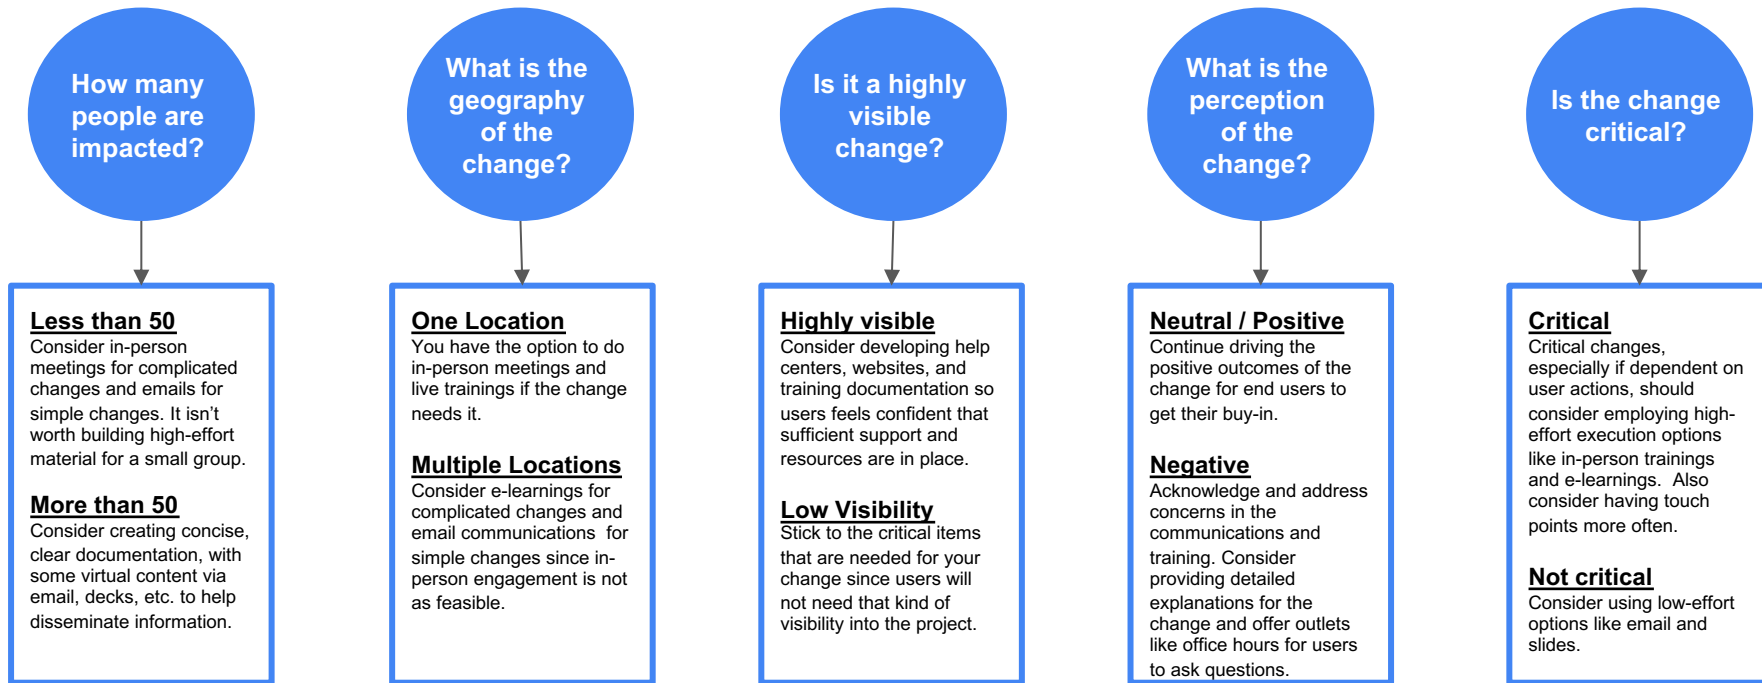 How many
people are
impacted?
What is the
geography
of the
change?
Is it a highly
visible
change?
What is the
perception
of the
change?
Is the change
critical?
Less than 50
Consider in-person
meetings for complicated
changes and emails for
simple changes. It isn’t
worth building high-effort
material for a small group.
More than 50
Consider creating concise,
clear documentation, with
some virtual content via
email, decks, etc. to help
disseminate information.
One Location
You have the option to do
in-person meetings and
live trainings if the change
needs it.
Multiple Locations
Consider e-learnings for
complicated changes and
email communications for
simple changes since in-
person engagement is not
as feasible.
Highly visible
Consider developing help
centers, websites, and
training documentation so
users feels confident that
sufficient support and
resources are in place.
Low Visibility
Stick to the critical items
that are needed for your
change since users will
not need that kind of
visibility into the project.
Neutral / Positive
Continue driving the
positive outcomes of the
change for end users to
get their buy-in.
Negative
Acknowledge and address
concerns in the
communications and
training. Consider
providing detailed
explanations for the
change and offer outlets
like office hours for users
to ask questions.
Critical
Critical changes,
especially if dependent on
user actions, should
consider employing high-
effort execution options
like in-person trainings
and e-learnings. Also
consider having touch
points more often.
Not critical
Consider using low-effort
options like email and
slides.